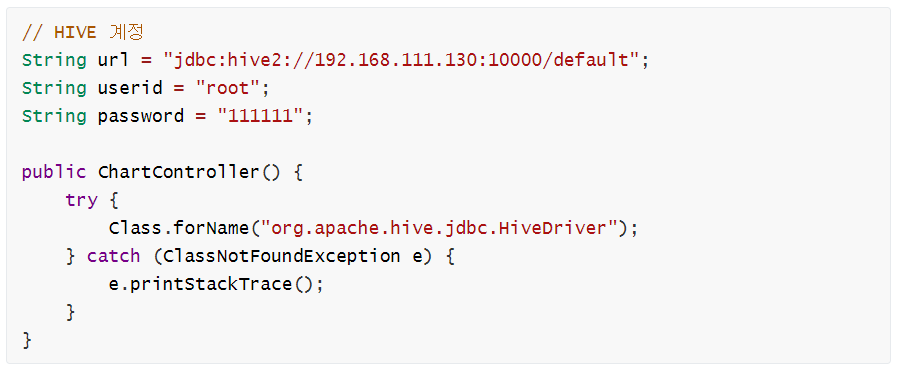 // HIVE 계정
String url = "jdbc:hive2://192.168.111.130:10000/default";
String userid = "root";
String password = "111111";

public ChartController() {
    try {
        Class.forName("org.apache.hive.jdbc.HiveDriver");
    } catch (ClassNotFoundException e) {
        e.printStackTrace();
    }
}